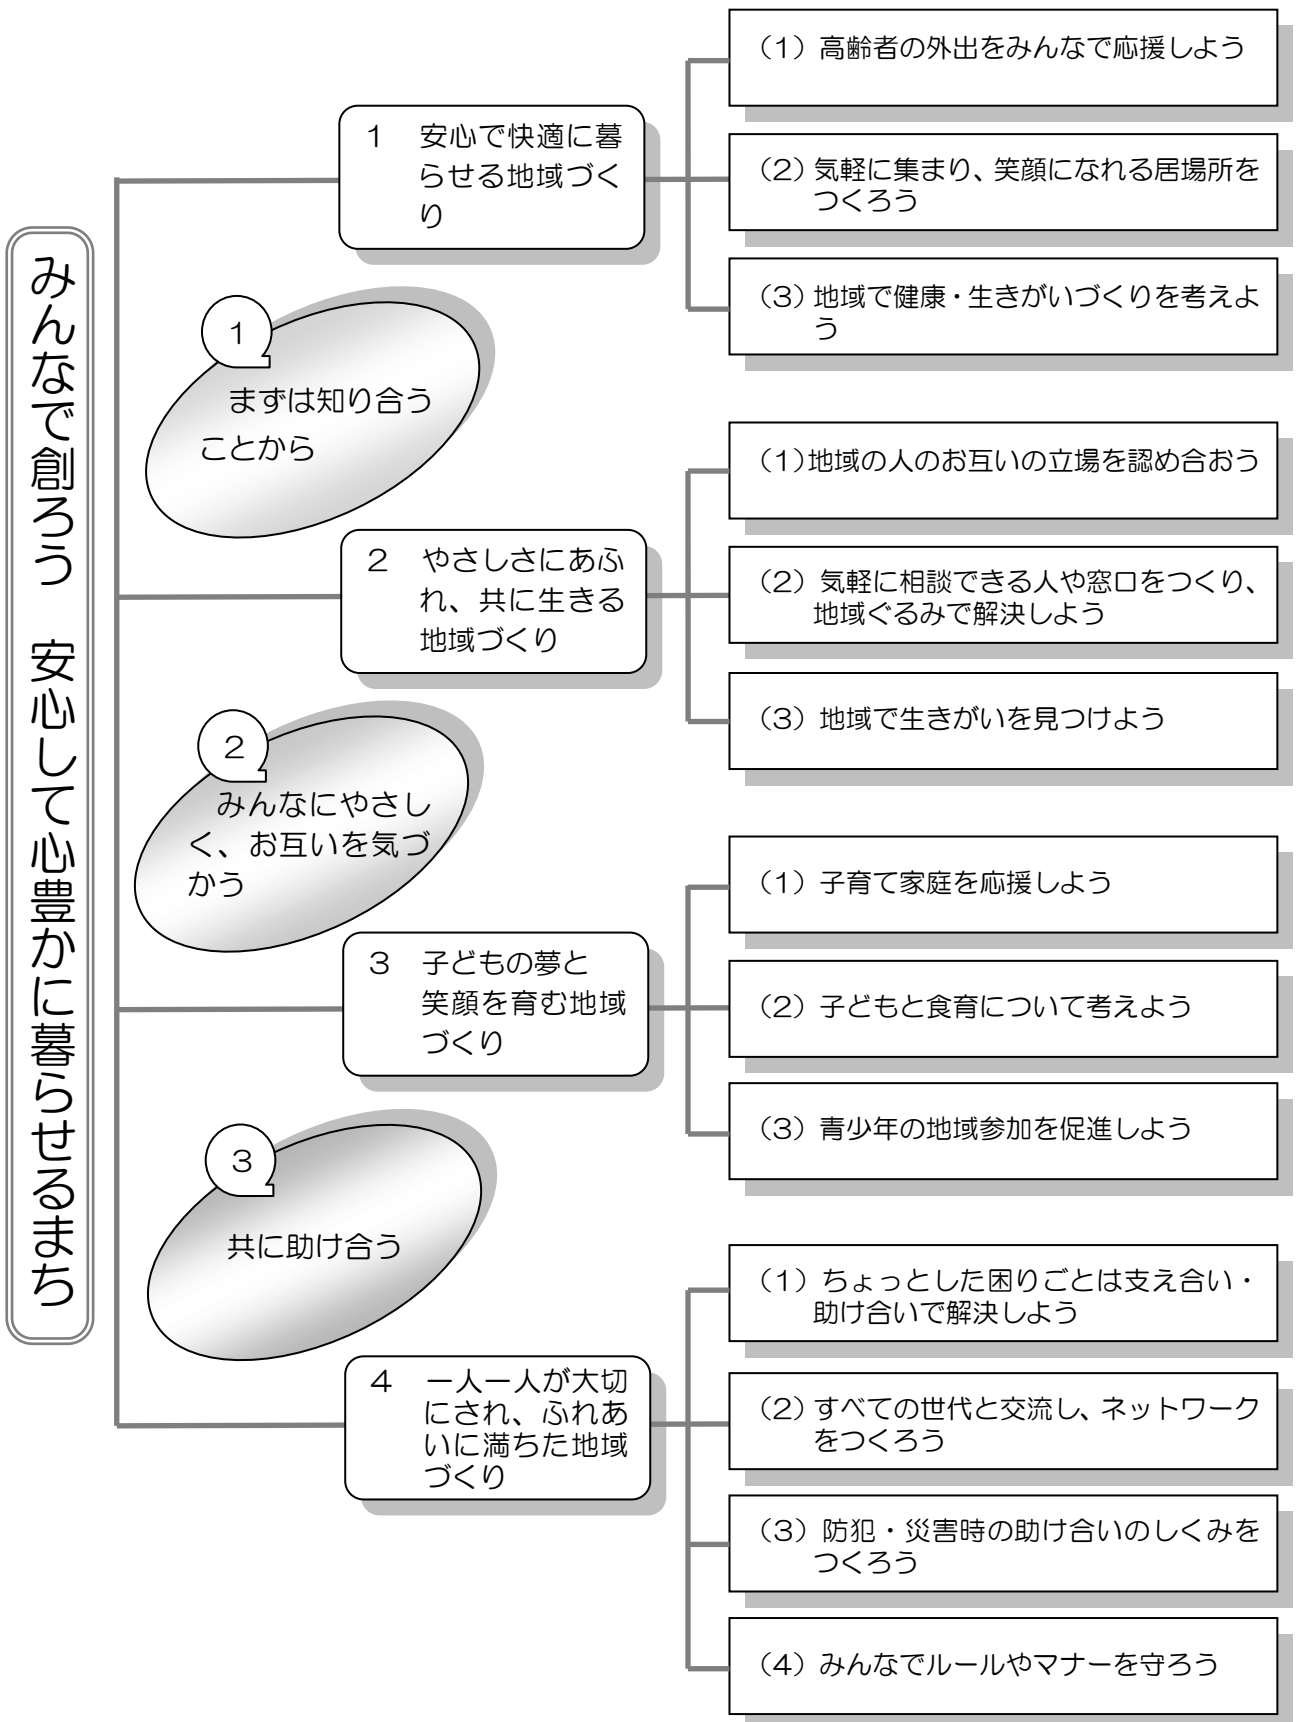 みんなで創ろう　安心して心豊かに暮らせるまち
1　安心で快適に暮
らせる地域づく
り
（1）高齢者の外出をみんなで応援しよう
（2）気軽に集まり、笑顔になれる居場所を
つくろう
（3）地域で健康・生きがいづくりを考えよ
う
1
まずは知り合う
ことから
2　やさしさにあふ
れ、共に生きる
地域づくり
（1）地域の人のお互いの立場を認め合おう
（2）気軽に相談できる人や窓口をつくり、
地域ぐるみで解決しよう
（3）地域で生きがいを見つけよう
2
みんなにやさし
く、お互いを気づ
かう
3　子どもの夢と
笑顔を育む地域
づくり
（1）子育て家庭を応援しよう
（2）子どもと食育について考えよう
（3）青少年の地域参加を促進しよう
3
共に助け合う
4　一人一人が大切
にされ、ふれあ
いに満ちた地域
づくり
（1）ちょっとした困りごとは支え合い・
助け合いで解決しよう
（2）すべての世代と交流し、ネットワーク
をつくろう
（3）防犯・災害時の助け合いのしくみを
つくろう
（4）みんなでルールやマナーを守ろう